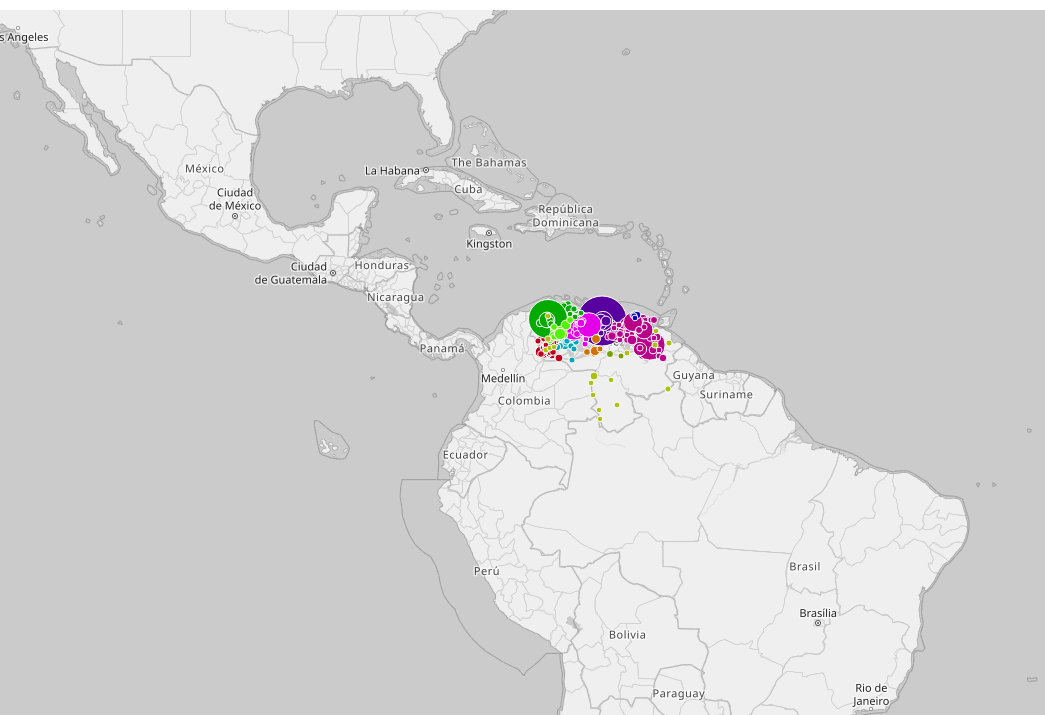 s Angeles
México
Ciudad
de México
La Habana
The Bahamas
Cuba
República
Dominicana
Kingston
Ciudad
de Guatemala
Honduras
Nicaragua
Panamá
Medellín
Colombia
Guyana
Suriname
Ecuador
Perú
Brasil
Brasília
Bolivia
Paraguay
Rio de
Janeiro